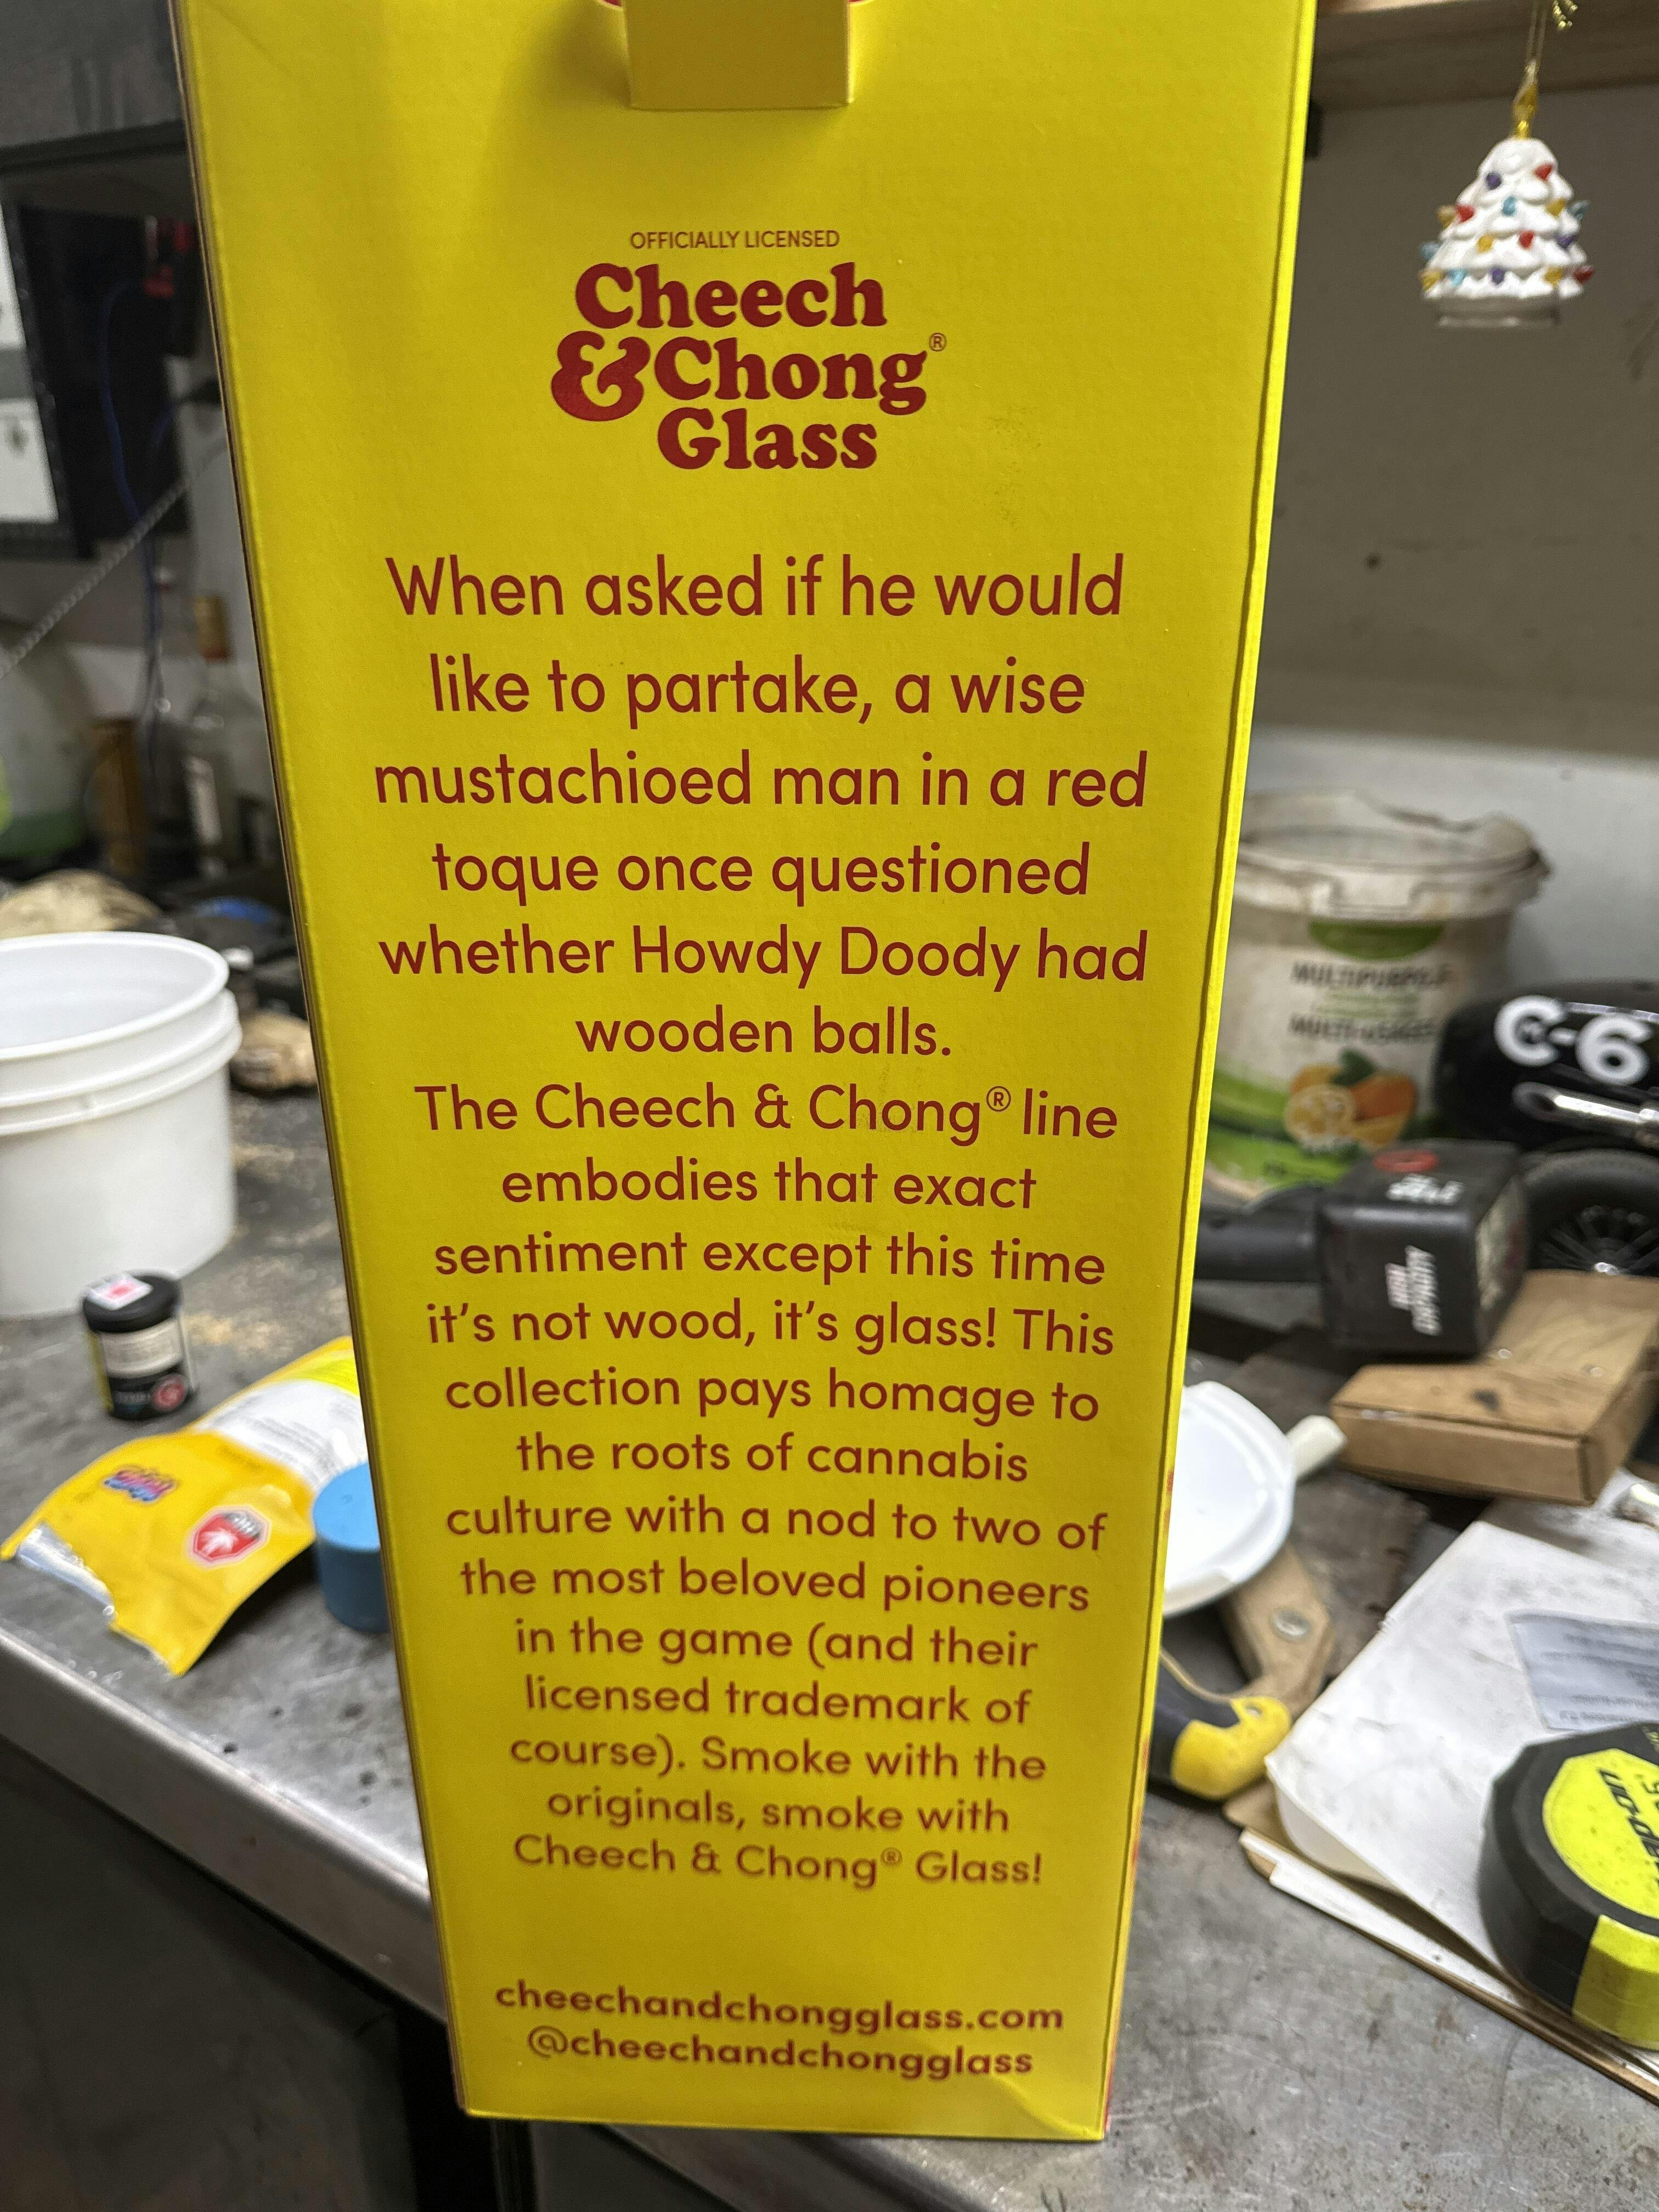 OFFICIALLY LICENSED
Cheech
&Chong®
Glass
When asked if he would
like to partake, a wise
mustachioed man in a red
toque once questioned
whether Howdy Doody had
wooden balls.
The Cheech & Chong® line
embodies that exact
sentiment except this time
it's not wood, it's glass! This
collection pays homage to
the roots of cannabis
culture with a nod to two of
the most beloved pioneers
in the game (and their
licensed trademark of
course). Smoke with the
originals, smoke with
Cheech & Chong® Glass!
cheechandchongglass.com
@cheechandchongglass
C-6
MULTIPURPOSE